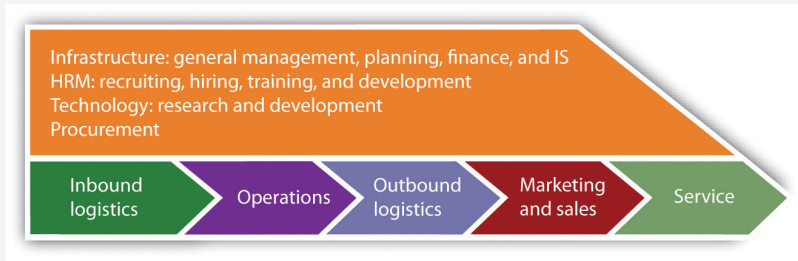 Infrastructure: general management, planning, finance, and IS
HRM: recruiting, hiring, training, and development
Technology: research and development
Procurement
Inbound
logistics
Operations
Outbound
logistics
Marketing
and sales
Service